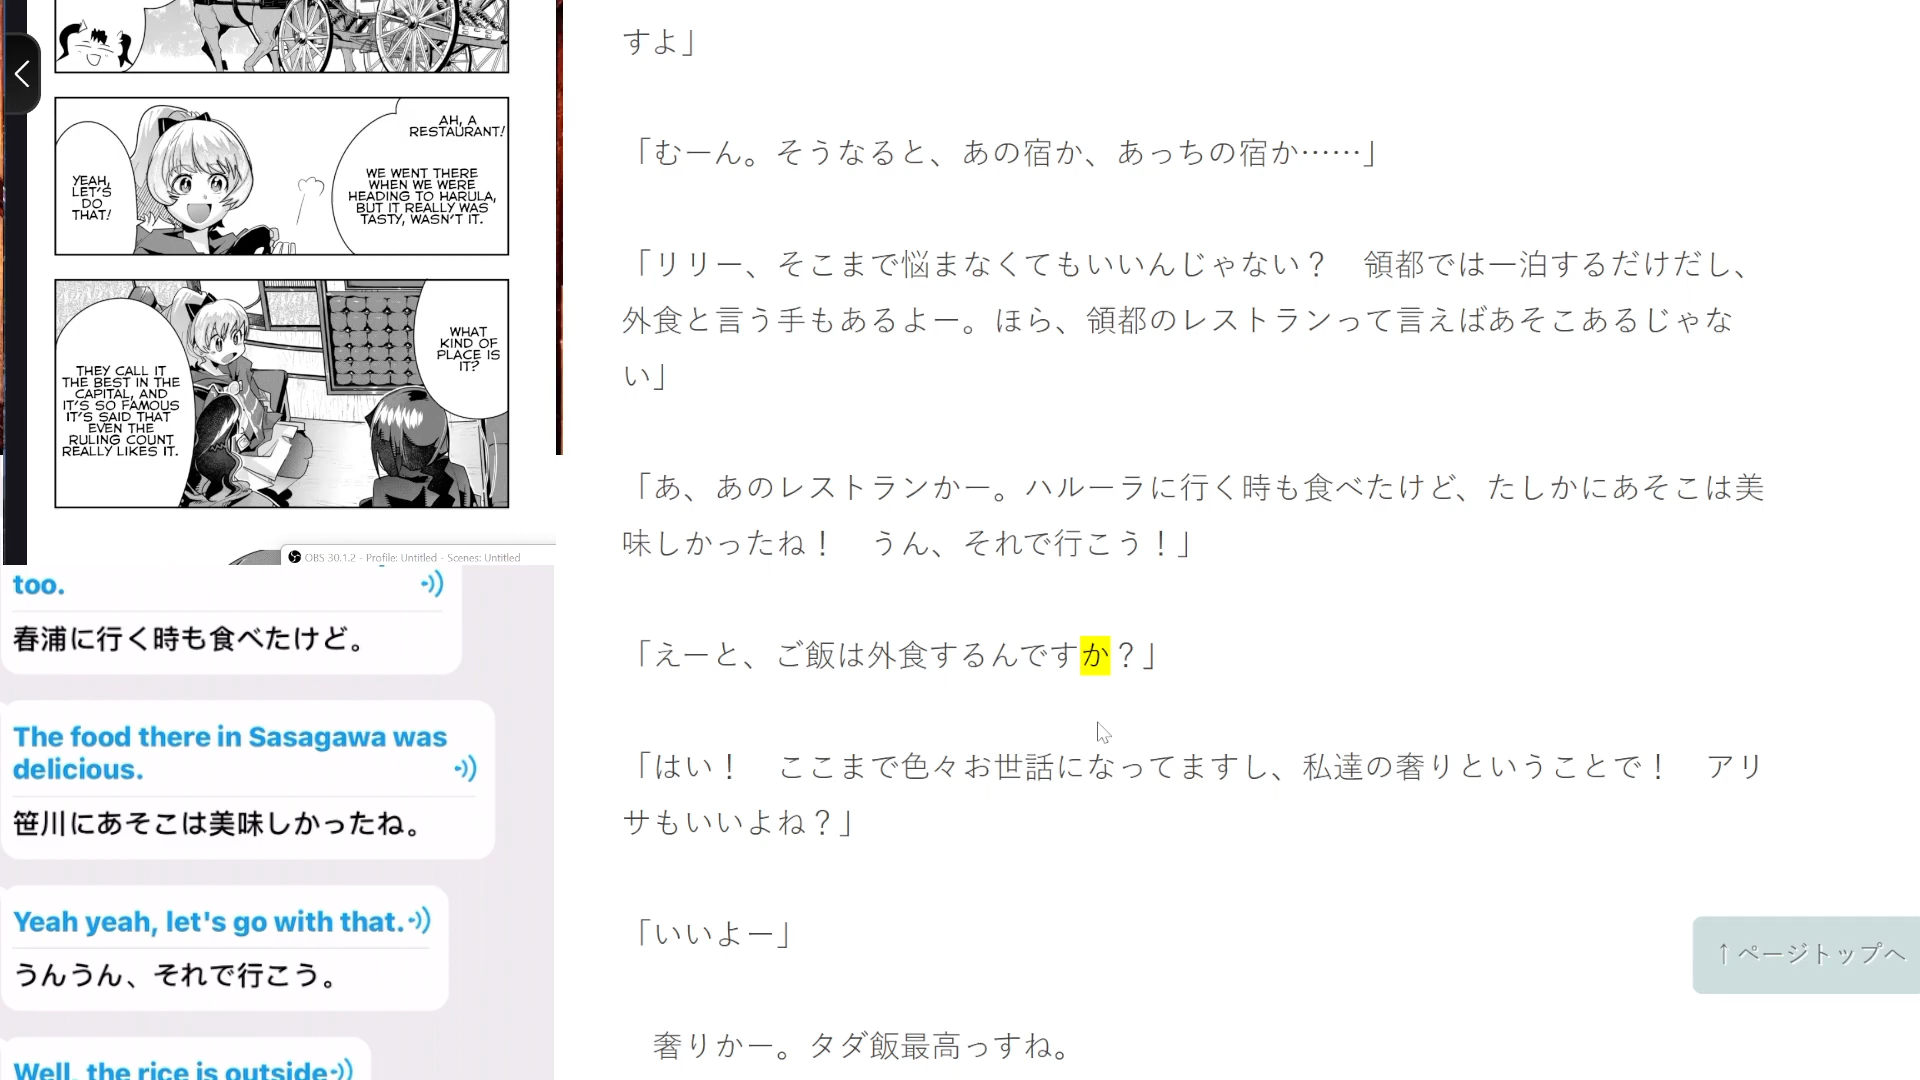 AH, A
RESTAURANT!
WE WENT THERE
WHEN WE WERE
HEADING TO HARULA,
BUT IT REALLY WAS
TASTY, WASN'T IT.
YEAH,
LET'S
DO
THAT!
WHAT
KIND OF
PLACE IS
IT?
THEY CALL IT
THE BEST IN THE
CAPITAL, AND
IT'S SO FAMOUS
IT'S SAID THAT
EVEN THE
RULING COUNT
REALLY LIKES IT.
OBS 30.1.2 - Profile: Untitled - Scenes: Untitled
too.
春浦に行く時も食べたけど。
The food there in Sasagawa was
delicious.
笹川にあそこは美味しかったね。
Yeah yeah, let's go with that.
うんうん、それで行こう。
Well, the rice is outside
すよ」
「むーん。そうなると、あの宿か、あっちの宿か……」
「リリー、そこまで悩まなくてもいいんじゃない？　領都では一泊するだけだし、
外食と言う手もあるよー。ほら、領都のレストランって言えばあそこあるじゃな
い」
「あ、あのレストランかー。ハルーラに行く時も食べたけど、たしかにあそこは美
味しかったね！　うん、それで行こう！」
「えーと、ご飯は外食するんですか？」
「はい！　ここまで色々お世話になってますし、私達の奢りということで！　アリ
サもいいよね？」
「いいよー」
奢りかー。タダ飯最高っすね。
↑ページトップへ